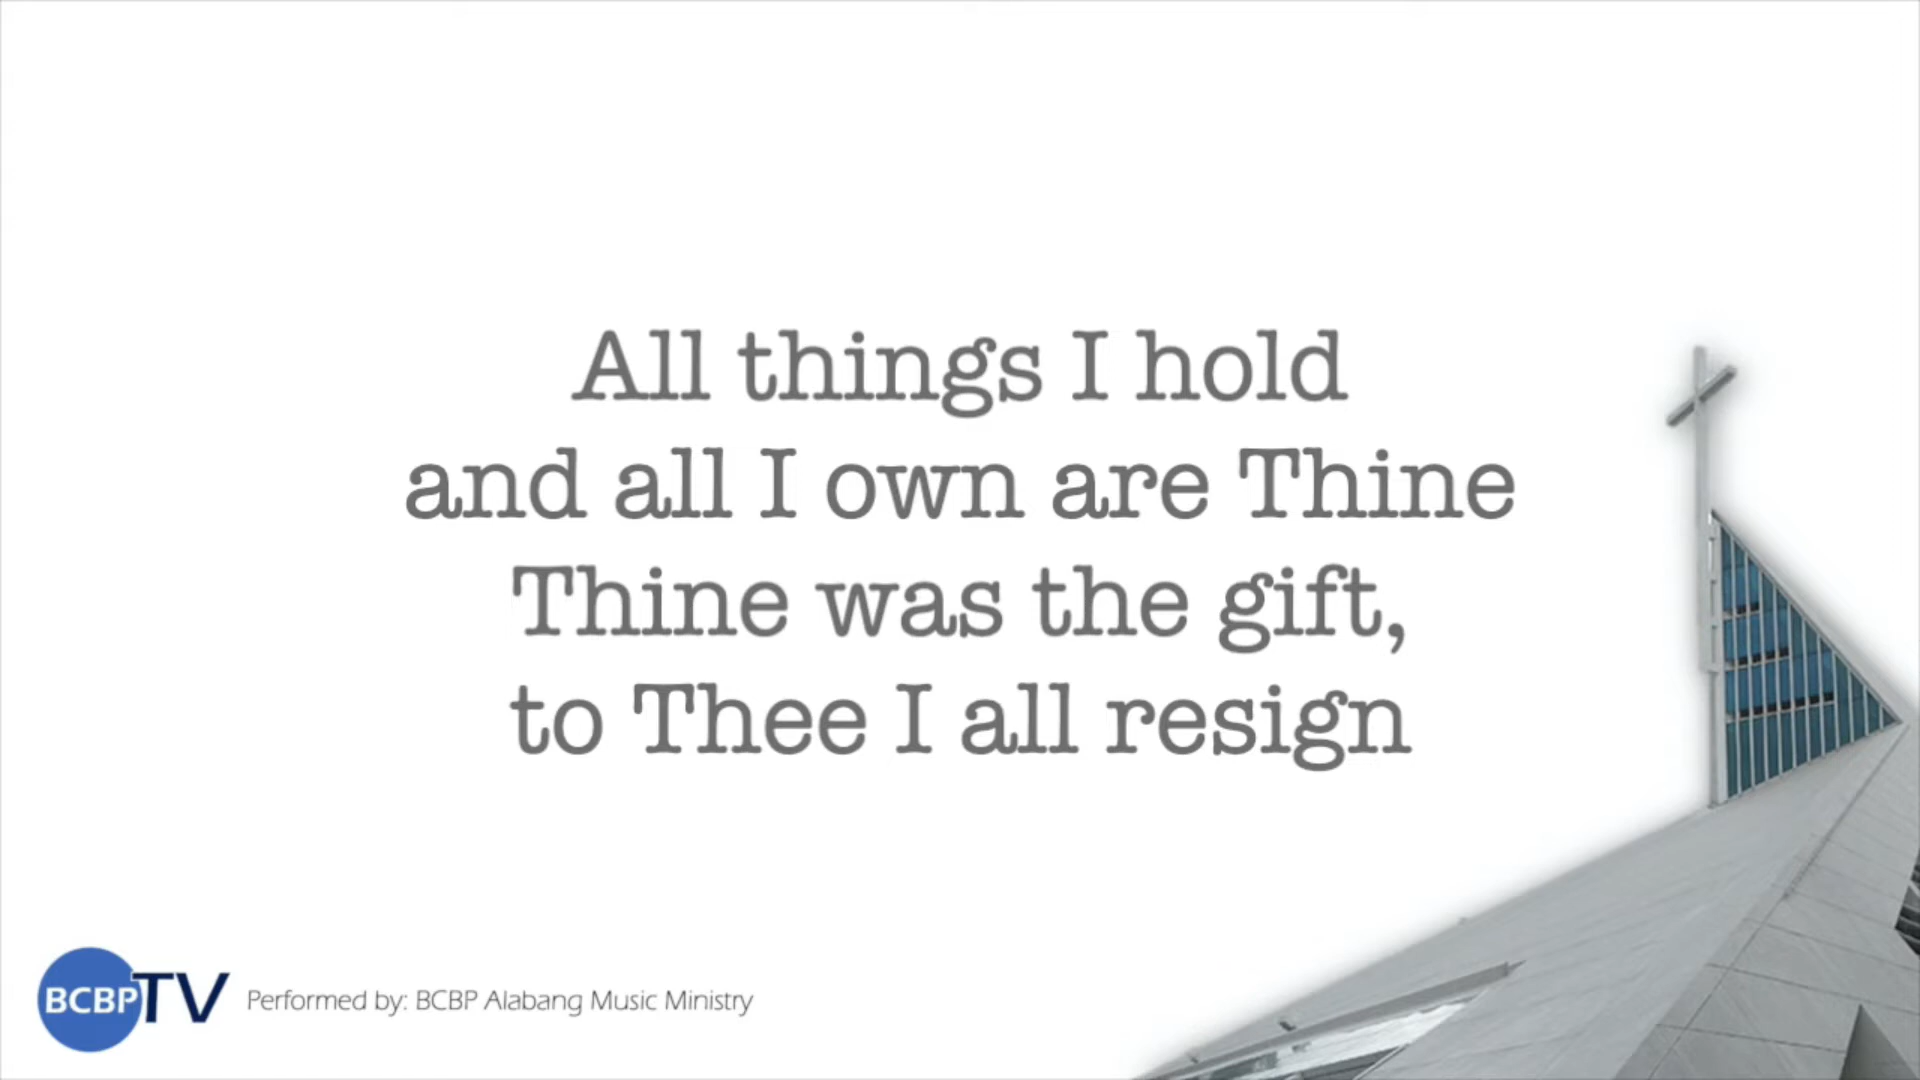 All things I hold
and all I own are Thine
Thine was the gift,
to Thee I all resign
BCBPTV Performed by: BCBP Alabang Music Ministry